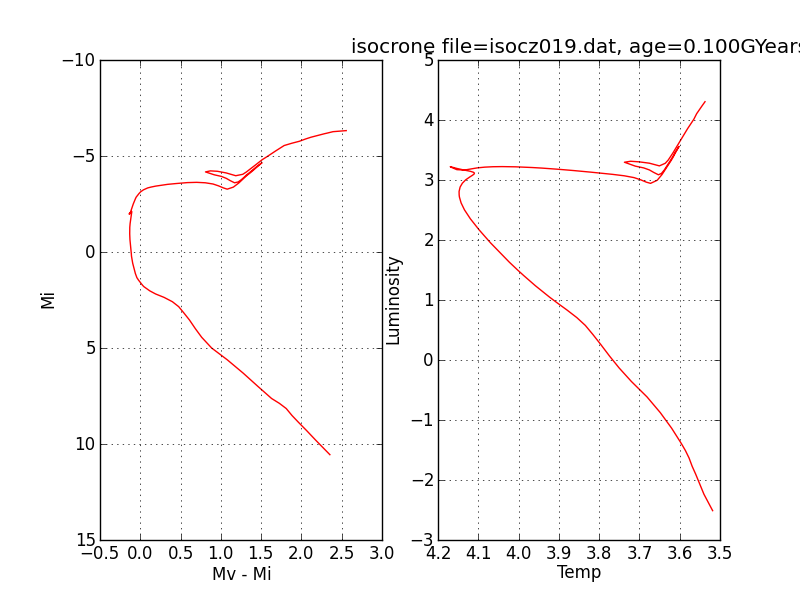 isocrone file=isocz019.dat, age=0.100GYears
−10
−5
0
5
10
15
−0.5 0.0 0.5 1.0 1.5 2.0 2.5 3.0
Mi
Mv - Mi
5
4
3
2
1
0
−1
−2
−3
4.2 4.1 4.0 3.9 3.8 3.7 3.6 3.5
Luminosity
Temp